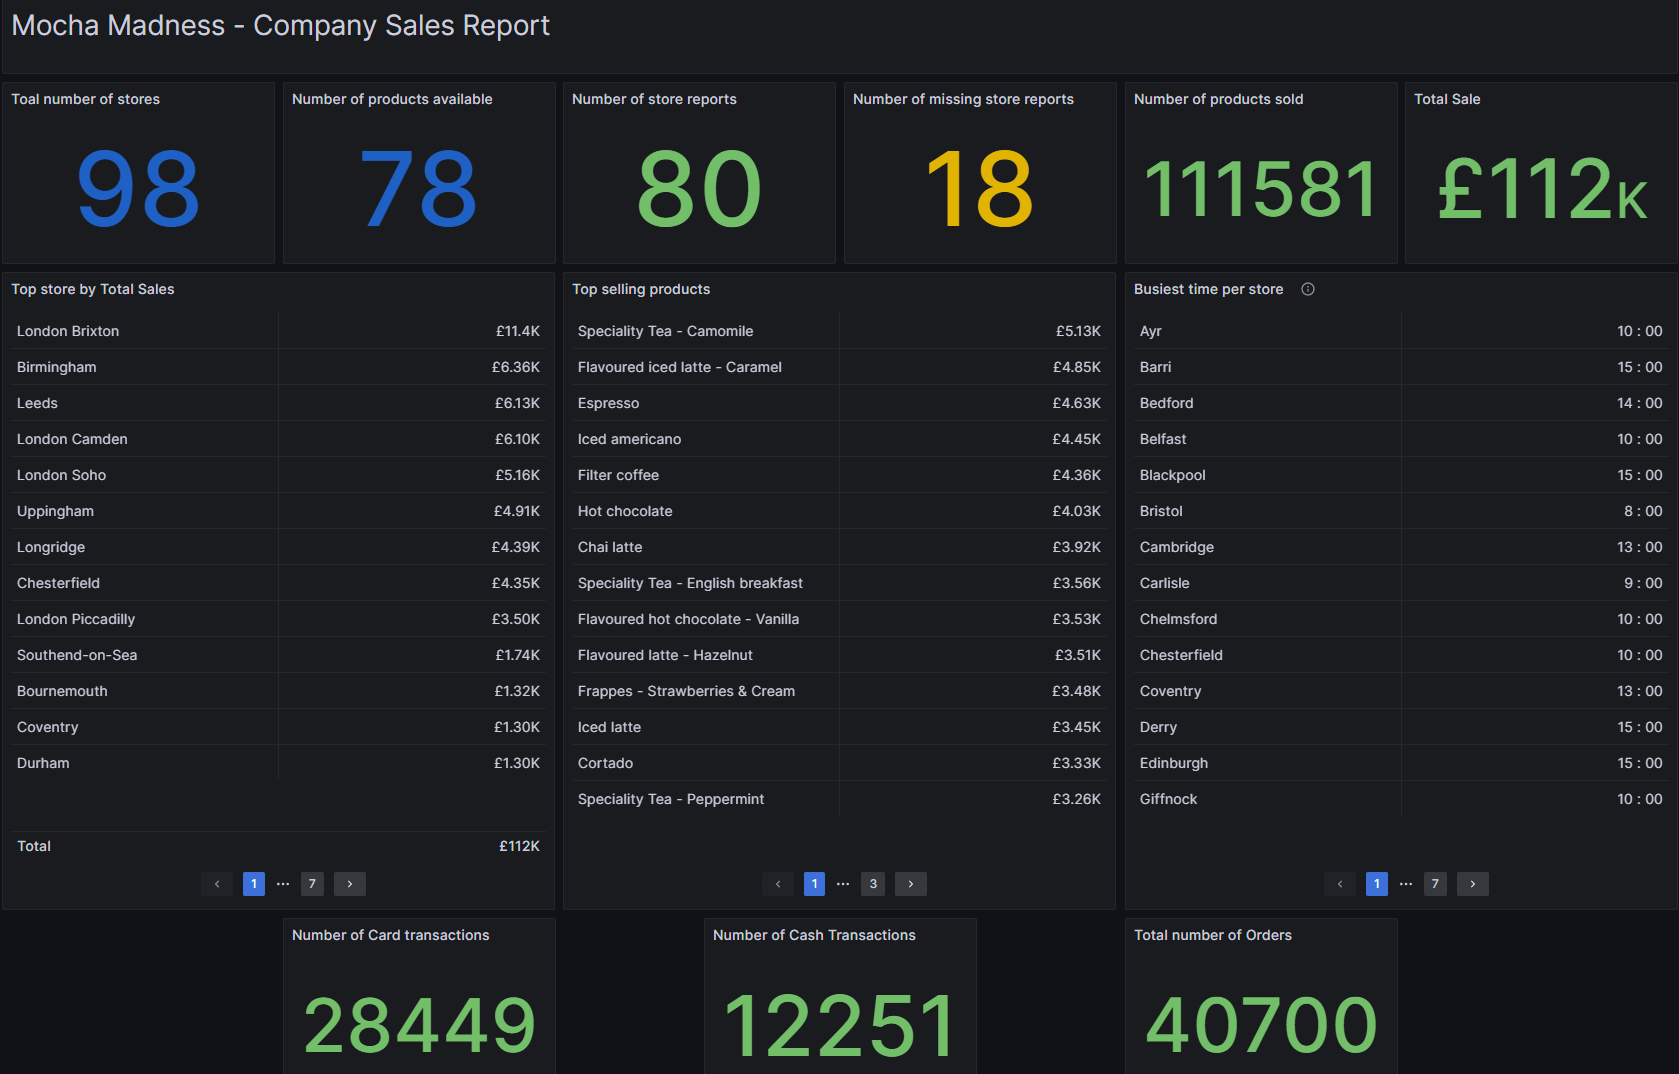 Mocha Madness - Company Sales Report
Toal number of stores
98
Number of products available
78
Number of store reports
80
Number of missing store reports
18
Number of products sold
111581
Total Sale
£112K
Top store by Total Sales
London Brixton £11.4K
Birmingham £6.36K
Leeds £6.13K
London Camden £6.10K
London Soho £5.16K
Uppingham £4.91K
Longridge £4.39K
Chesterfield £4.35K
London Piccadilly £3.50K
Southend-on-Sea £1.74K
Bournemouth £1.32K
Coventry £1.30K
Durham £1.30K
Total £112K
‹ 1 ··· 7 ›
Top selling products
Speciality Tea - Camomile £5.13K
Flavoured iced latte - Caramel £4.85K
Espresso £4.63K
Iced americano £4.45K
Filter coffee £4.36K
Hot chocolate £4.03K
Chai latte £3.92K
Speciality Tea - English breakfast £3.56K
Flavoured hot chocolate - Vanilla £3.53K
Flavoured latte - Hazelnut £3.51K
Frappes - Strawberries & Cream £3.48K
Iced latte £3.45K
Cortado £3.33K
Speciality Tea - Peppermint £3.26K
‹ 1 ··· 3 ›
Busiest time per store
Ayr 10 : 00
Barri 15 : 00
Bedford 14 : 00
Belfast 10 : 00
Blackpool 15 : 00
Bristol 8 : 00
Cambridge 13 : 00
Carlisle 9 : 00
Chelmsford 10 : 00
Chesterfield 10 : 00
Coventry 13 : 00
Derry 15 : 00
Edinburgh 15 : 00
Giffnock 10 : 00
‹ 1 ··· 7 ›
Number of Card transactions
28449
Number of Cash Transactions
12251
Total number of Orders
40700